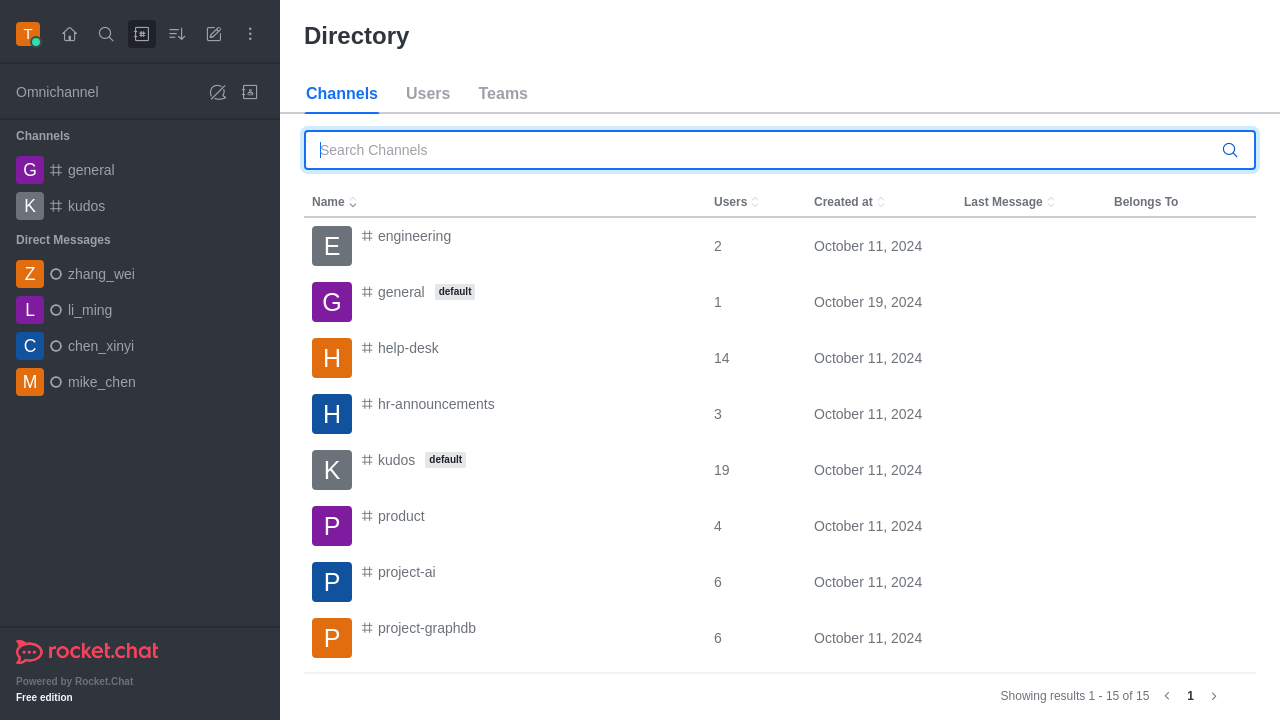 T
Omnichannel
Channels
G general
K kudos
Direct Messages
Z zhang_wei
L li_ming
C chen_xinyi
M mike_chen
rocket.chat
Powered by Rocket.Chat
Free edition
Directory
Channels Users Teams
Search Channels
Name Users Created at Last Message Belongs To
E engineering 2 October 11, 2024
G general default 1 October 19, 2024
H help-desk 14 October 11, 2024
H hr-announcements 3 October 11, 2024
K kudos default 19 October 11, 2024
P product 4 October 11, 2024
P project-ai 6 October 11, 2024
P project-graphdb 6 October 11, 2024
Showing results 1 - 15 of 15 1